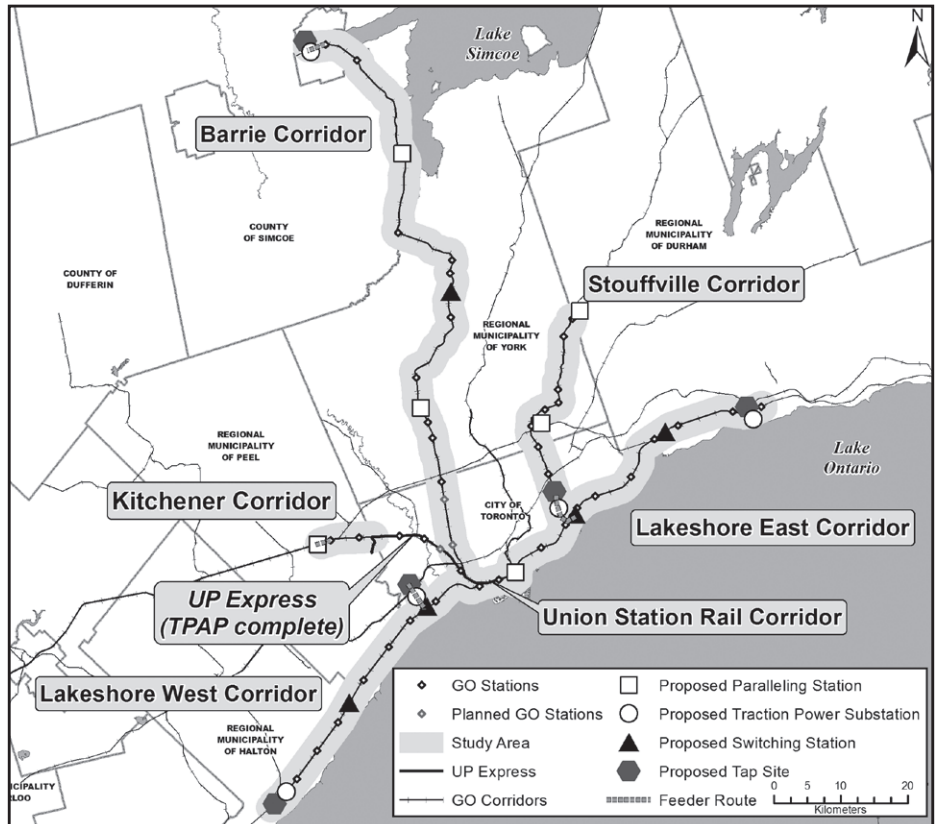 N
Lake
Simcoe
Barrie Corridor
COUNTY
OF SIMCOE
REGIONAL
MUNICIPALITY
OF DURHAM
COUNTY OF
DUFFERIN
Stouffville Corridor
REGIONAL
MUNICIPALITY
OF YORK
REGIONAL
MUNICIPALITY
OF PEEL
Lake
Ontario
Kitchener Corridor
CITY OF
TORONTO
Lakeshore East Corridor
UP Express
(TPAP complete)
Union Station Rail Corridor
Lakeshore West Corridor
REGIONAL
MUNICIPALITY
OF HALTON
ICIPALITY
RLOO
GO Stations
Planned GO Stations
Study Area
UP Express
GO Corridors
Proposed Paralleling Station
Proposed Traction Power Substation
Proposed Switching Station
Proposed Tap Site
Feeder Route
0 5 10 20
Kilometers